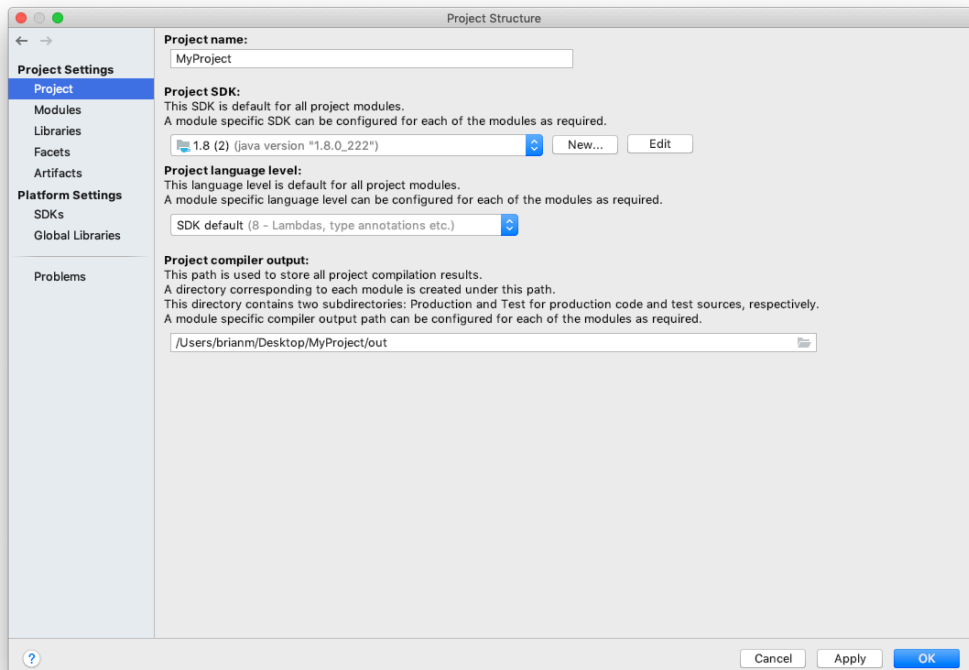 Project Structure
Project Settings
Project
Modules
Libraries
Facets
Artifacts
Platform Settings
SDKs
Global Libraries
Problems
Project name:
MyProject
Project SDK:
This SDK is default for all project modules.
A module specific SDK can be configured for each of the modules as required.
1.8 (2) (java version "1.8.0_222") New... Edit
Project language level:
This language level is default for all project modules.
A module specific language level can be configured for each of the modules as required.
SDK default (8 - Lambdas, type annotations etc.)
Project compiler output:
This path is used to store all project compilation results.
A directory corresponding to each module is created under this path.
This directory contains two subdirectories: Production and Test for production code and test sources, respectively.
A module specific compiler output path can be configured for each of the modules as required.
/Users/brianm/Desktop/MyProject/out
? Cancel Apply OK